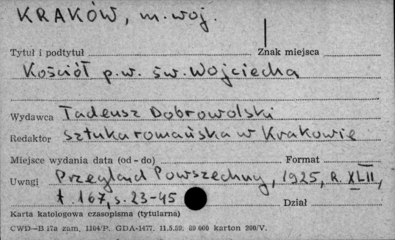 KRAKÓW, m. woj.
Tytuł i podtytuł Znak miejsca
Kościół p.w. św. Wojciecha
Wydawca Tadeusz Dobrowolski
Redaktor Sztuka romańska w Krakowie
Miejsce wydania data (od - do) Format
Uwagi Przegląd Powszechny, 1925, R. XLII,
t. 167, s. 23-45 Dział
Karta katologowa czasopisma (tytularna)
CWD—B 17a zam. 1104/P. GDA-1477. 11.5.59. 60 000 karton 200/V.